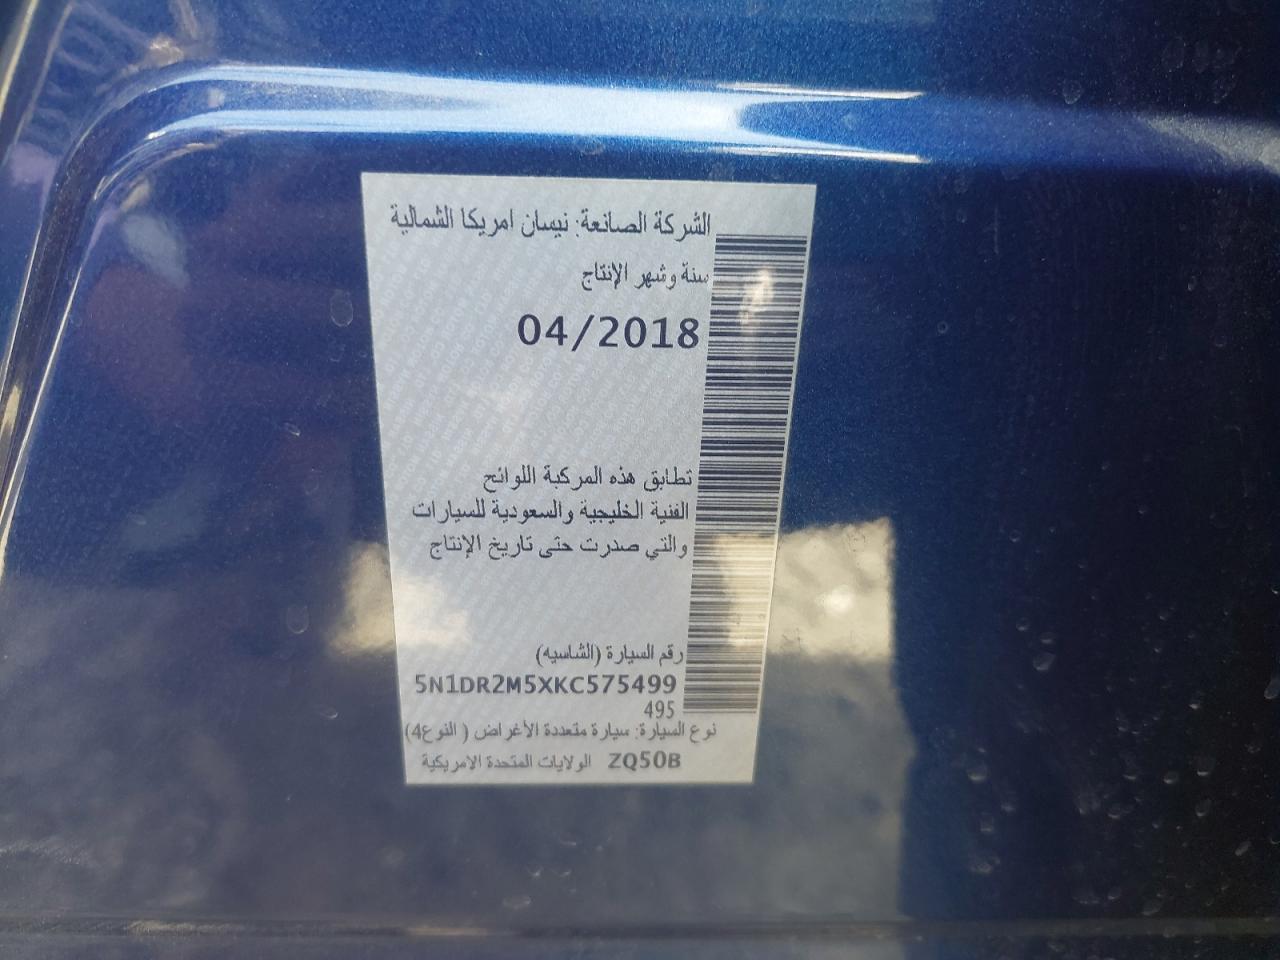 الشركة الصانعة: نيسان امريكا الشمالية
سنة وشهر الإنتاج
04/2018
تطابق هذه المركبة اللوائح
الفنية الخليجية والسعودية للسيارات
والتي صدرت حتى تاريخ الإنتاج
رقم السيارة (الشاسيه)
5N1DR2M5XKC575499
495
نوع السيارة: سيارة متعددة الأغراض ( النوع4)
ZQ50B الولايات المتحدة الامريكية